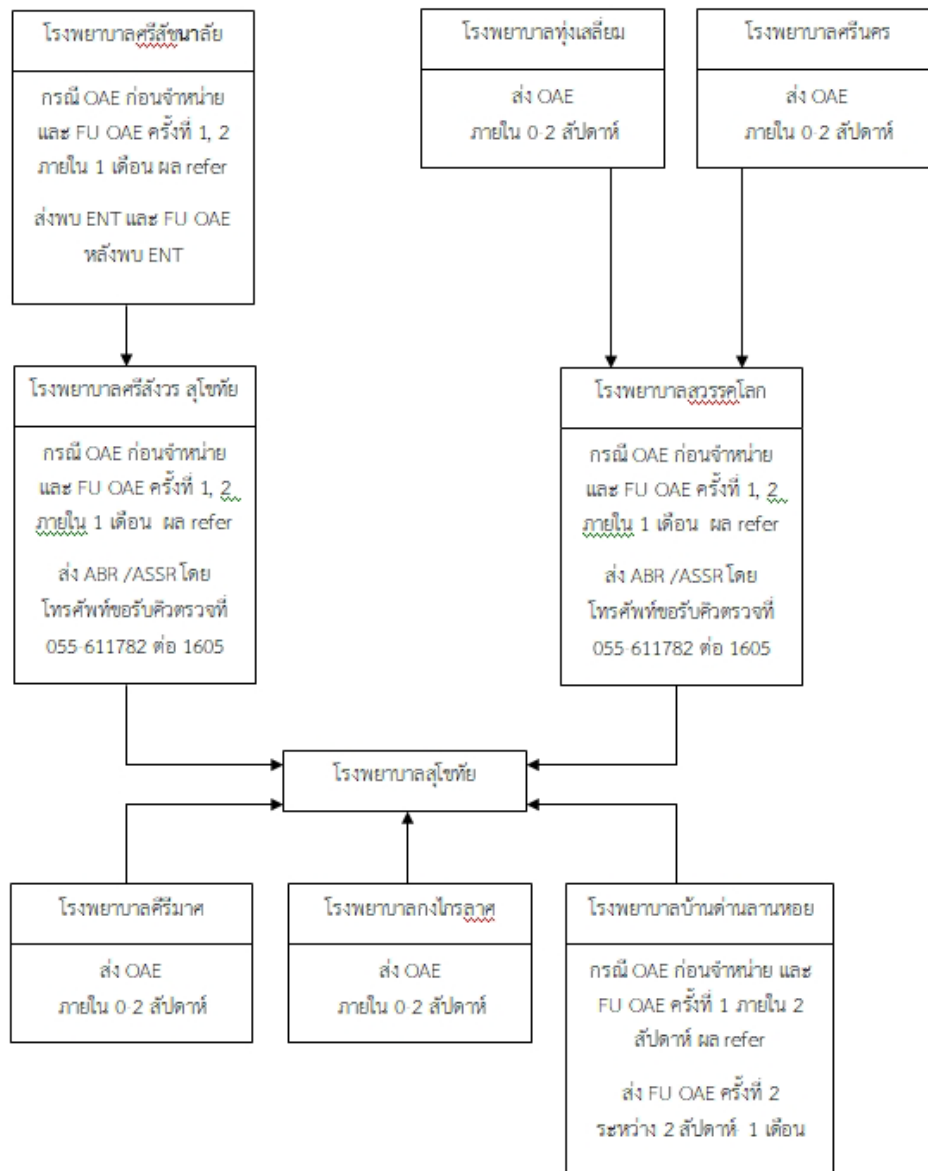 โรงพยาบาลศรีสัชนาลัย
กรณี OAE ก่อนจำหน่าย
และ FU OAE ครั้งที่ 1, 2
ภายใน 1 เดือน ผล refer
ส่งพบ ENT และ FU OAE
หลังพบ ENT
โรงพยาบาลทุ่งเสลี่ยม
ส่ง OAE
ภายใน 0-2 สัปดาห์
โรงพยาบาลศรีนคร
ส่ง OAE
ภายใน 0-2 สัปดาห์
โรงพยาบาลศรีสังวร สุโขทัย
กรณี OAE ก่อนจำหน่าย
และ FU OAE ครั้งที่ 1, 2
ภายใน 1 เดือน ผล refer
ส่ง ABR /ASSR โดย
โทรศัพท์ขอรับคิวตรวจที่
055-611782 ต่อ 1605
โรงพยาบาลสวรรคโลก
กรณี OAE ก่อนจำหน่าย
และ FU OAE ครั้งที่ 1, 2
ภายใน 1 เดือน ผล refer
ส่ง ABR /ASSR โดย
โทรศัพท์ขอรับคิวตรวจที่
055-611782 ต่อ 1605
โรงพยาบาลสุโขทัย
โรงพยาบาลคีรีมาศ
ส่ง OAE
ภายใน 0-2 สัปดาห์
โรงพยาบาลกงไกรลาศ
ส่ง OAE
ภายใน 0-2 สัปดาห์
โรงพยาบาลบ้านด่านลานหอย
กรณี OAE ก่อนจำหน่าย และ
FU OAE ครั้งที่ 1 ภายใน 2
สัปดาห์ ผล refer
ส่ง FU OAE ครั้งที่ 2
ระหว่าง 2 สัปดาห์ 1 เดือน